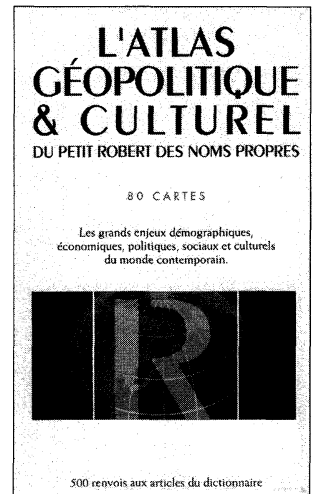 L'ATLAS
GÉOPOLITIQUE
& CULTUREL
DU PETIT ROBERT DES NOMS PROPRES
80 CARTES
Les grands enjeux démographiques,
économiques, politiques, sociaux et culturels
du monde contemporain.
R
500 renvois aux articles du dictionnaire